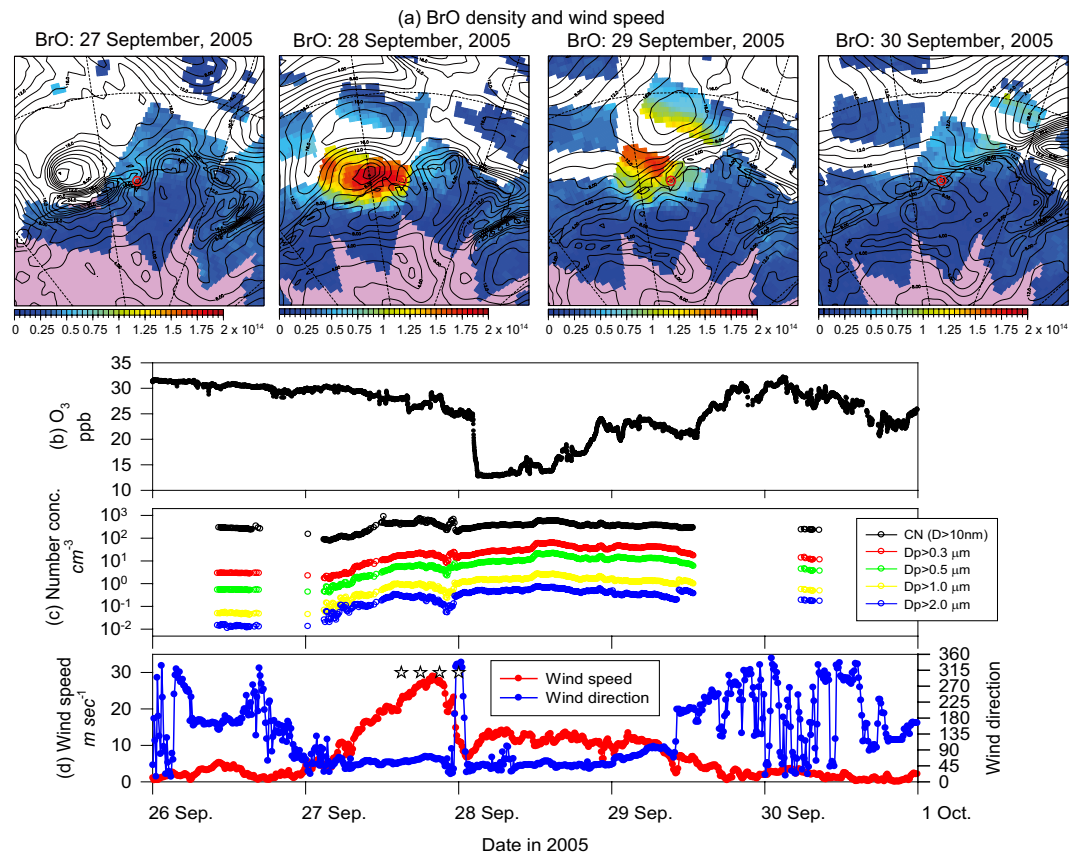 (a) BrO density and wind speed
BrO: 27 September, 2005 BrO: 28 September, 2005 BrO: 29 September, 2005 BrO: 30 September, 2005
0 0.25 0.5 0.75 1 1.25 1.5 1.75 2 x 10¹⁴ 0 0.25 0.5 0.75 1 1.25 1.5 1.75 2 x 10¹⁴ 0 0.25 0.5 0.75 1 1.25 1.5 1.75 2 x 10¹⁴ 0 0.25 0.5 0.75 1 1.25 1.5 1.75 2 x 10¹⁴
(b) O₃
ppb
35
30
25
20
15
10
(c) Number conc.
cm⁻³
10³
10²
10¹
10⁰
10⁻¹
10⁻²
CN (D>10nm)
Dp>0.3 μm
Dp>0.5 μm
Dp>1.0 μm
Dp>2.0 μm
(d) Wind speed
m sec⁻¹
30
20
10
0
Wind speed
Wind direction
360
315
270
225
180
135
90
45
0
Wind direction
26 Sep. 27 Sep. 28 Sep. 29 Sep. 30 Sep. 1 Oct.
Date in 2005